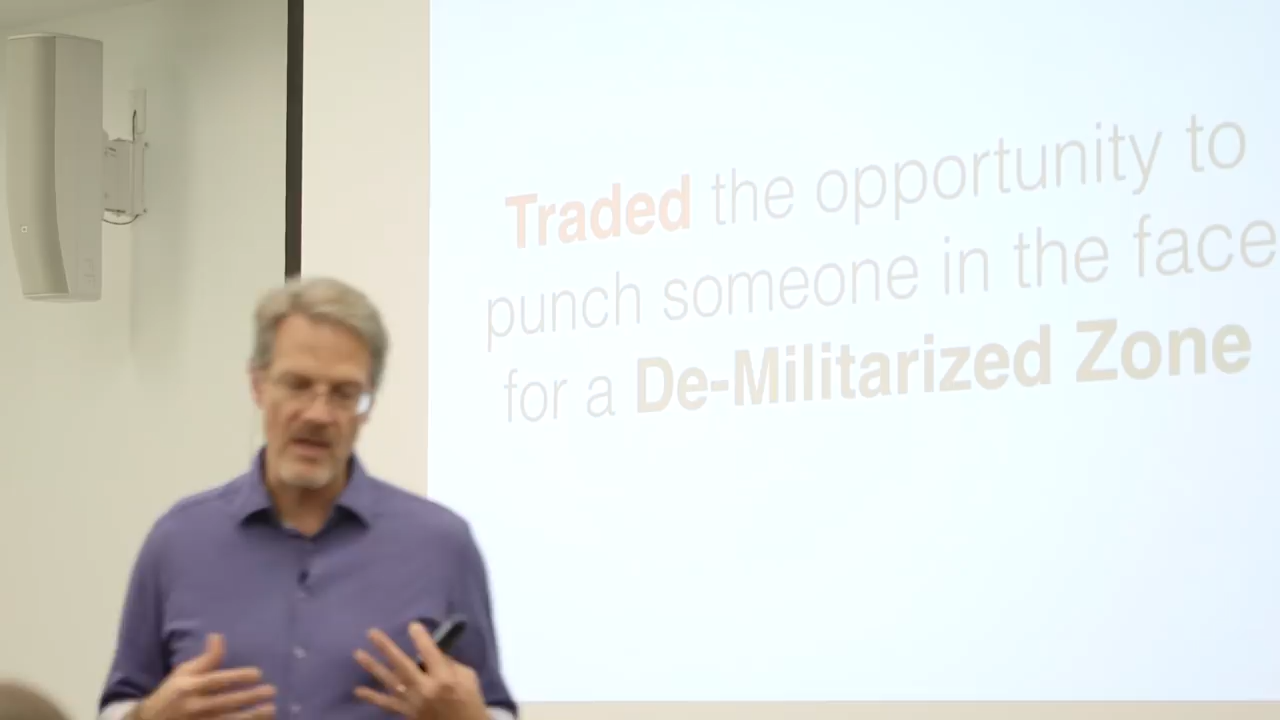 Traded the opportunity to
punch someone in the face
for a De-Militarized Zone